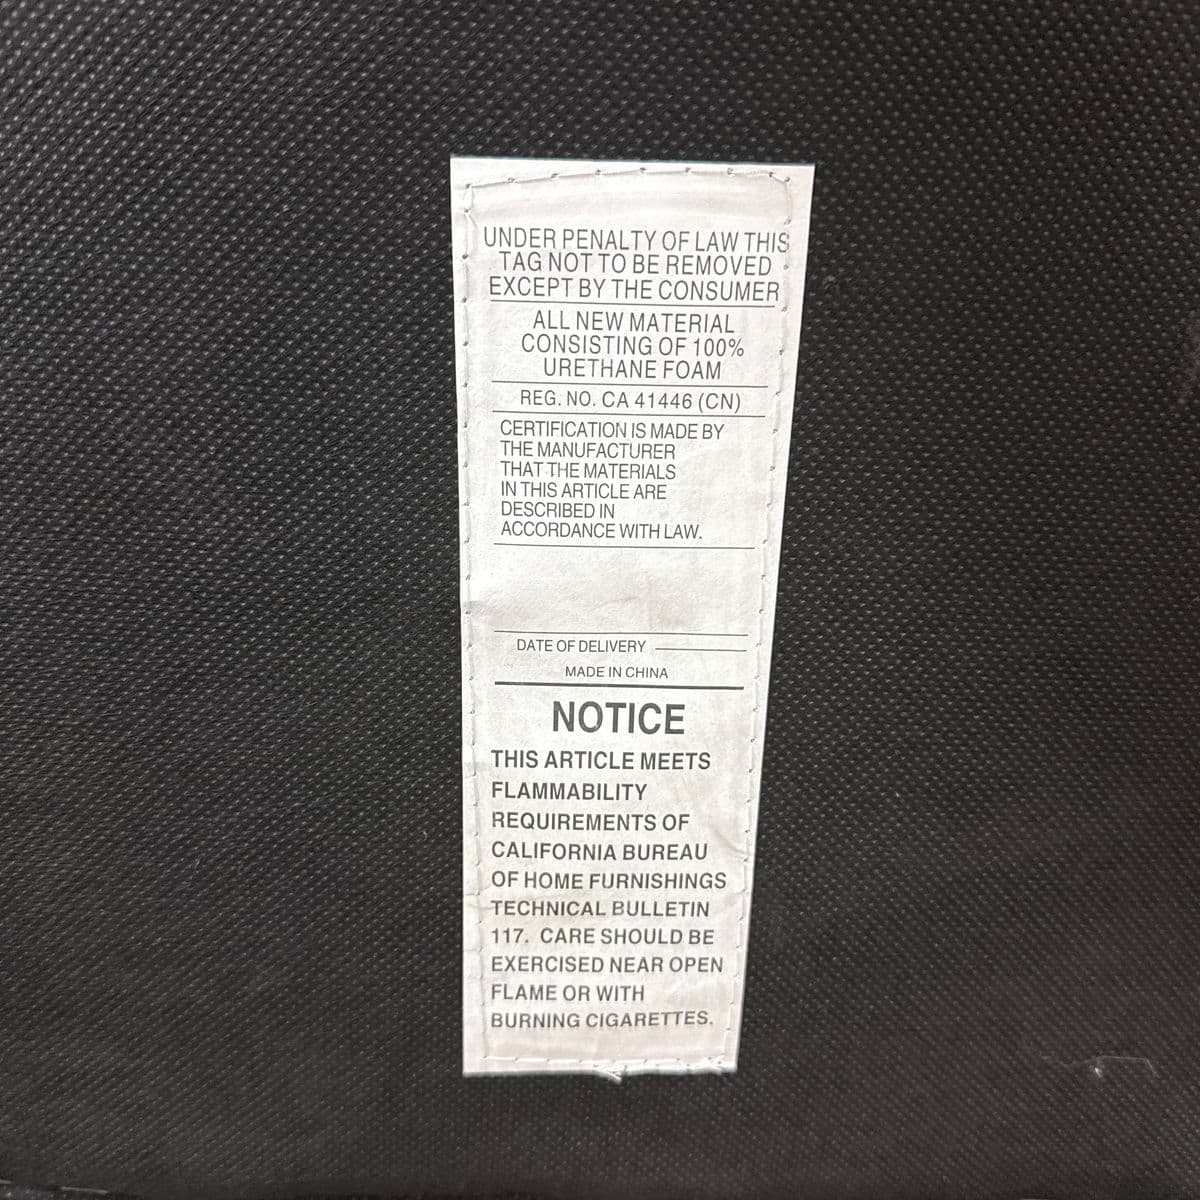 UNDER PENALTY OF LAW THIS
TAG NOT TO BE REMOVED
EXCEPT BY THE CONSUMER
ALL NEW MATERIAL
CONSISTING OF 100%
URETHANE FOAM
REG. NO. CA 41446 (CN)
CERTIFICATION IS MADE BY
THE MANUFACTURER
THAT THE MATERIALS
IN THIS ARTICLE ARE
DESCRIBED IN
ACCORDANCE WITH LAW.
DATE OF DELIVERY
MADE IN CHINA
NOTICE
THIS ARTICLE MEETS
FLAMMABILITY
REQUIREMENTS OF
CALIFORNIA BUREAU
OF HOME FURNISHINGS
TECHNICAL BULLETIN
117. CARE SHOULD BE
EXERCISED NEAR OPEN
FLAME OR WITH
BURNING CIGARETTES.